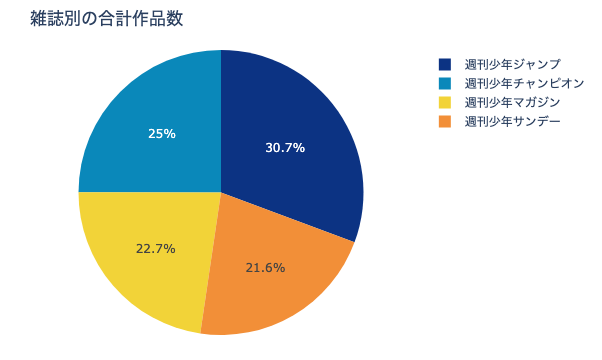 雑誌別の合計作品数
週刊少年ジャンプ
週刊少年チャンピオン
週刊少年マガジン
週刊少年サンデー
25%
30.7%
22.7%
21.6%